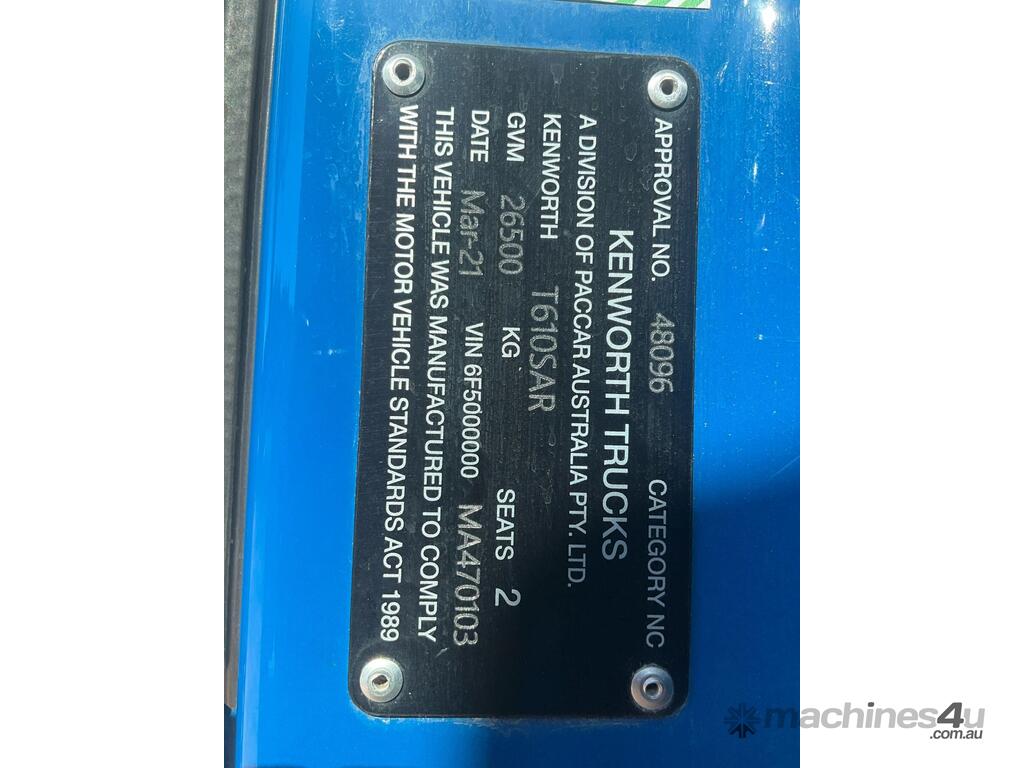 APPROVAL NO. 48096 CATEGORY NC
KENWORTH TRUCKS
A DIVISION OF PACCAR AUSTRALIA PTY. LTD.
KENWORTH T610SAR
GVM 26500 KG SEATS 2
DATE Mar-21 VIN 6F5000000 MA470103
THIS VEHICLE WAS MANUFACTURED TO COMPLY
WITH THE MOTOR VEHICLE STANDARDS ACT 1989
machines4u
.com.au